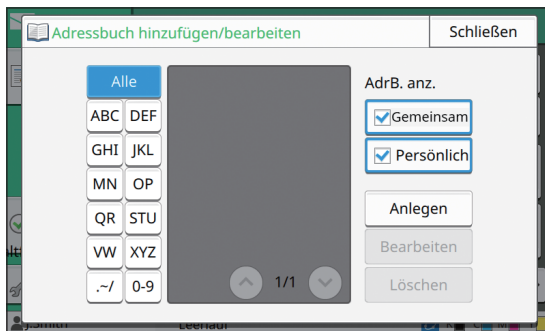 Adressbuch hinzufügen/bearbeiten
Schließen
Alle
AdrB. anz.
ABC DEF
Gemeinsam
GHI JKL
Persönlich
MN OP
QR STU
Anlegen
VW XYZ
Bearbeiten
.~/ 0-9
1/1
Löschen
J.Smith
Leerlauf